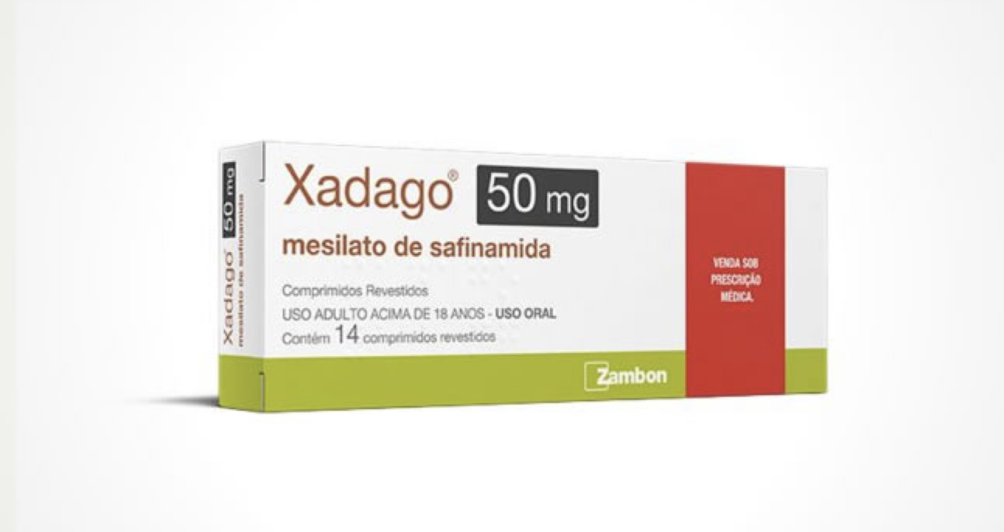 Xadago® 50 mg
mesilato de safinamida
Comprimidos Revestidos
USO ADULTO ACIMA DE 18 ANOS - USO ORAL
Contém 14 comprimidos revestidos
Zambon
VENDA SOB
PRESCRIÇÃO
MÉDICA.
Xadago® 50 mg
mesilato de safinamida